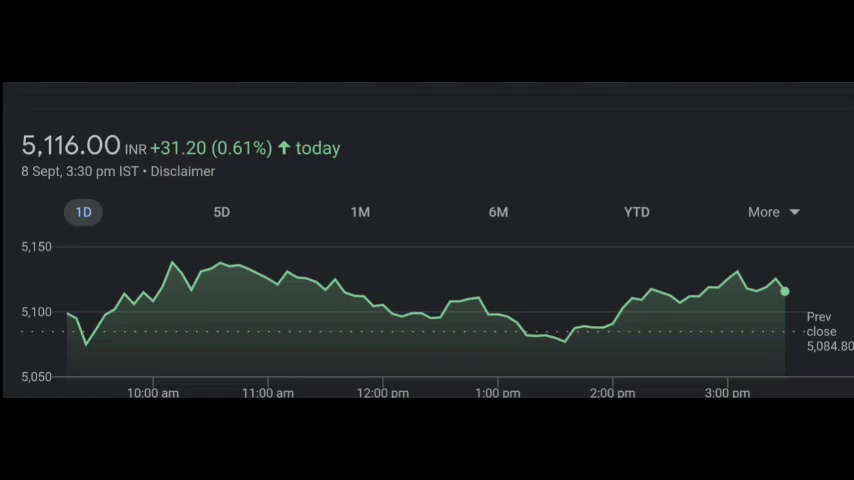 5,116.00 INR +31.20 (0.61%) ↑ today
8 Sept, 3:30 pm IST • Disclaimer
1D 5D 1M 6M YTD More
5,150
5,100
5,050
Prev
close
5,084.80
10:00 am 11:00 am 12:00 pm 1:00 pm 2:00 pm 3:00 pm